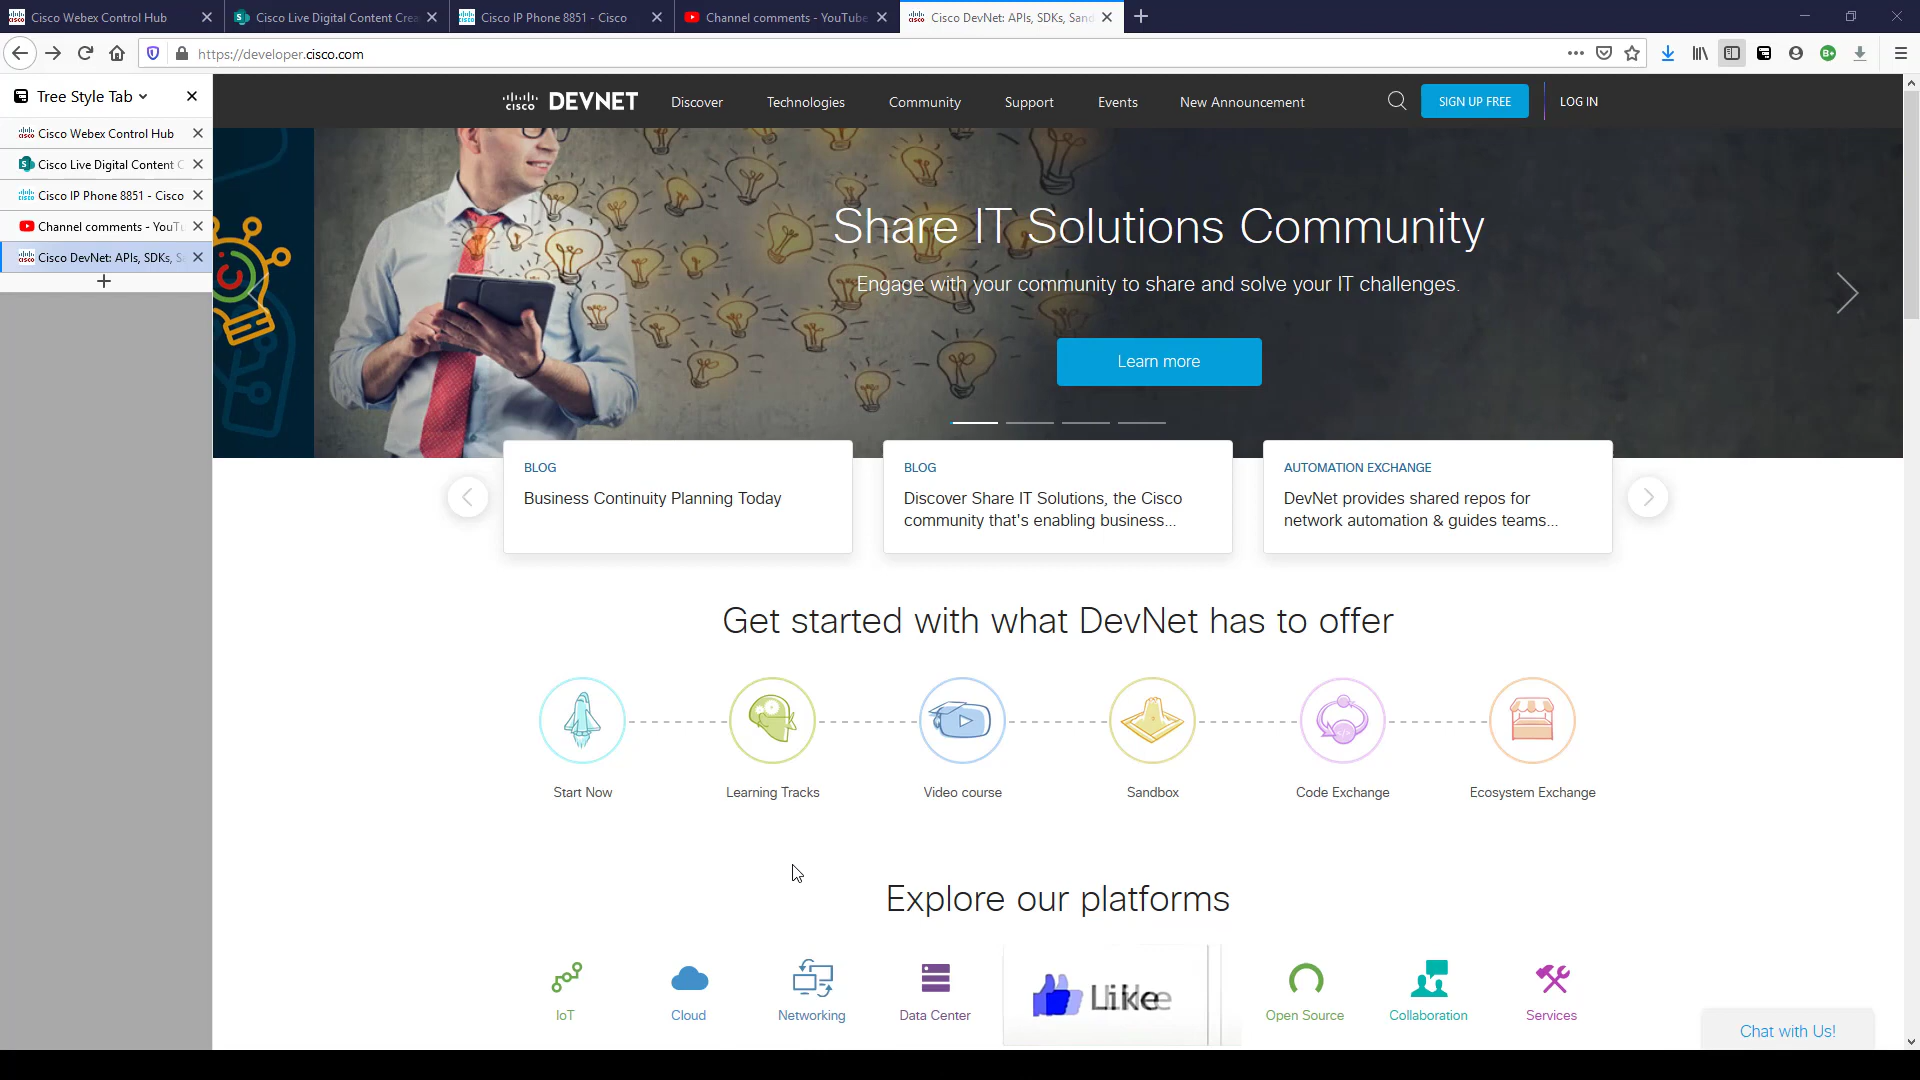 Cisco Webex Control Hub
Cisco Live Digital Content Crea
Cisco IP Phone 8851 - Cisco
Channel comments - YouTube
Cisco DevNet: APIs, SDKs, Sand
https://developer.cisco.com
Tree Style Tab
Cisco Webex Control Hub
Cisco Live Digital Content C
Cisco IP Phone 8851 - Cisco
Channel comments - YouTu
Cisco DevNet: APIs, SDKs, S
cisco DEVNET
Discover
Technologies
Community
Support
Events
New Announcement
SIGN UP FREE
LOG IN
Share IT Solutions Community
Engage with your community to share and solve your IT challenges.
Learn more
BLOG
Business Continuity Planning Today
BLOG
Discover Share IT Solutions, the Cisco
community that's enabling business...
AUTOMATION EXCHANGE
DevNet provides shared repos for
network automation & guides teams...
Get started with what DevNet has to offer
Start Now
Learning Tracks
Video course
Sandbox
Code Exchange
Ecosystem Exchange
Explore our platforms
IoT
Cloud
Networking
Data Center
Like
Open Source
Collaboration
Services
Chat with Us!